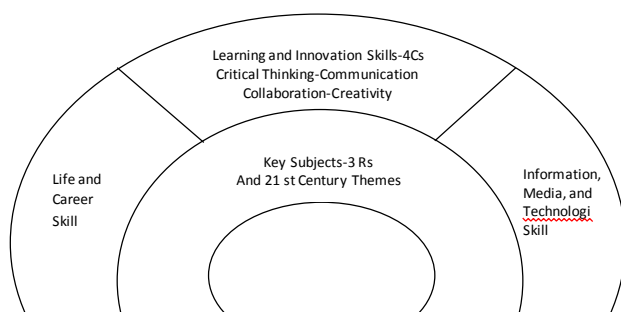 Learning and Innovation Skills-4Cs
Critical Thinking-Communication
Collaboration-Creativity
Key Subjects-3 Rs
And 21 st Century Themes
Life and
Career
Skill
Information,
Media, and
Technologi
Skill